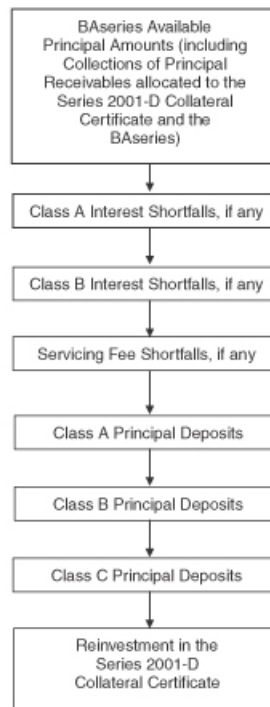 BAseries Available
Principal Amounts (including
Collections of Principal
Receivables allocated to the
Series 2001-D Collateral
Certificate and the
BAseries)
Class A Interest Shortfalls, if any
Class B Interest Shortfalls, if any
Servicing Fee Shortfalls, if any
Class A Principal Deposits
Class B Principal Deposits
Class C Principal Deposits
Reinvestment in the
Series 2001-D
Collateral Certificate